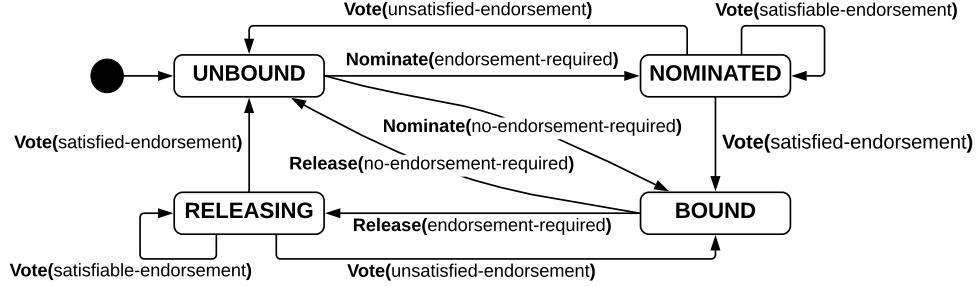 Vote(unsatisfied-endorsement)
Vote(satisfiable-endorsement)
UNBOUND
Nominate(endorsement-required)
NOMINATED
Nominate(no-endorsement-required)
Vote(satisfied-endorsement)
Vote(satisfied-endorsement)
Release(no-endorsement-required)
RELEASING
BOUND
Release(endorsement-required)
Vote(satisfiable-endorsement)
Vote(unsatisfied-endorsement)